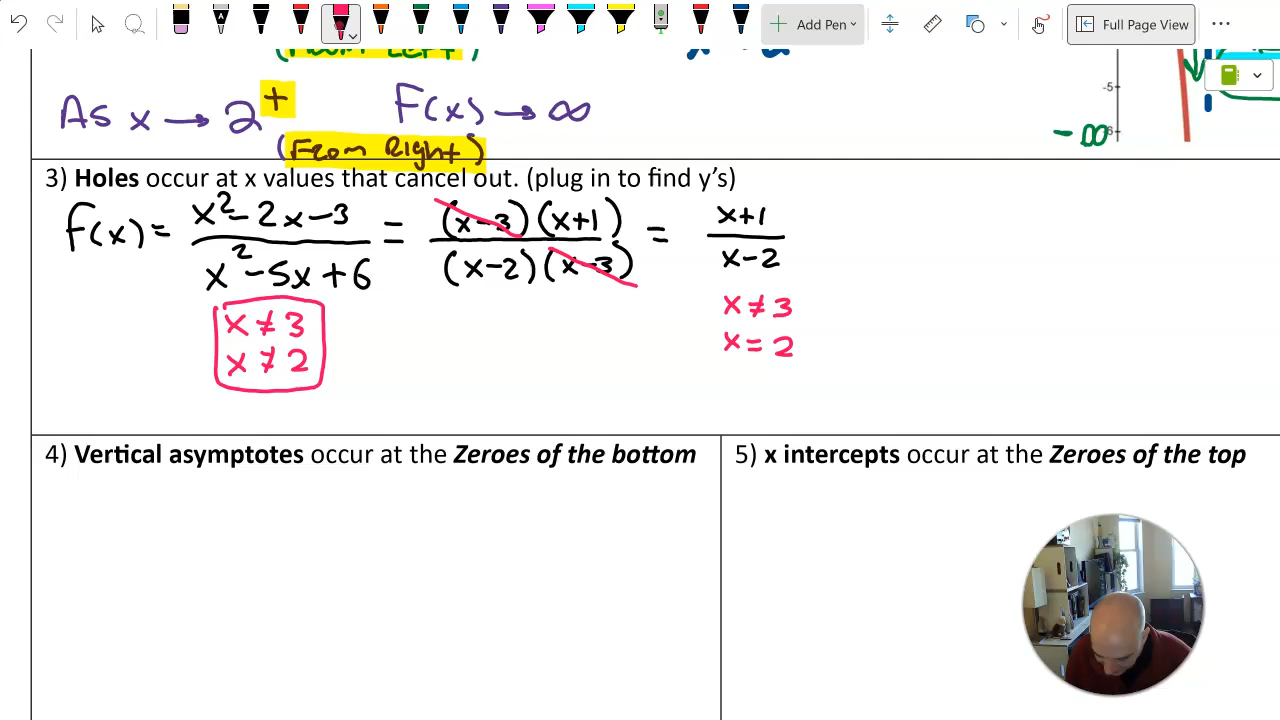 Add Pen
Full Page View
(From Left)
As x → 2⁺ F(x) → ∞
(From Right)
-5
-∞
3) Holes occur at x values that cancel out. (plug in to find y's)
F(x) = x²-2x-3 / x²-5x+6 = (x-3)(x+1) / (x-2)(x-3) = x+1 / x-2
x ≠ 3
x ≠ 2
x ≠ 3
x = 2
4) Vertical asymptotes occur at the Zeroes of the bottom
5) x intercepts occur at the Zeroes of the top